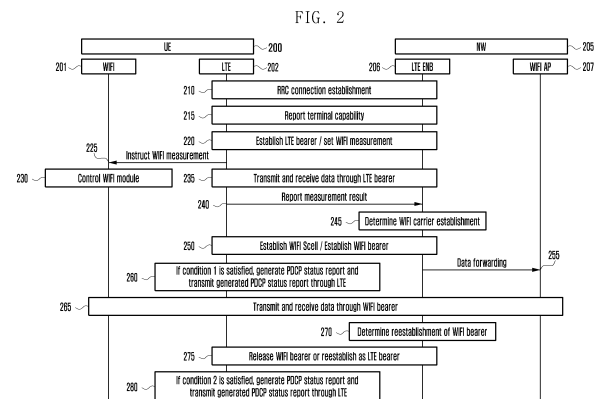 FIG. 2
UE
200
NW
205
201
WIFI
LTE
202
206
LTE ENB
WIFI AP
207
210
RRC connection establishment
215
Report terminal capability
220
Establish LTE bearer / set WIFI measurement
225
Instruct WIFI measurement
230
Control WIFI module
235
Transmit and receive data through LTE bearer
240
Report measurement result
245
Determine WIFI carrier establishment
250
Establish WIFI Scell / Establish WIFI bearer
255
Data forwarding
260
If condition 1 is satisfied, generate PDCP status report and
transmit generated PDCP status report through LTE
265
Transmit and receive data through WIFI bearer
270
Determine reestablishment of WIFI bearer
275
Release WIFI bearer or reestablish as LTE bearer
280
If condition 2 is satisfied, generate PDCP status report and
transmit generated PDCP status report through LTE